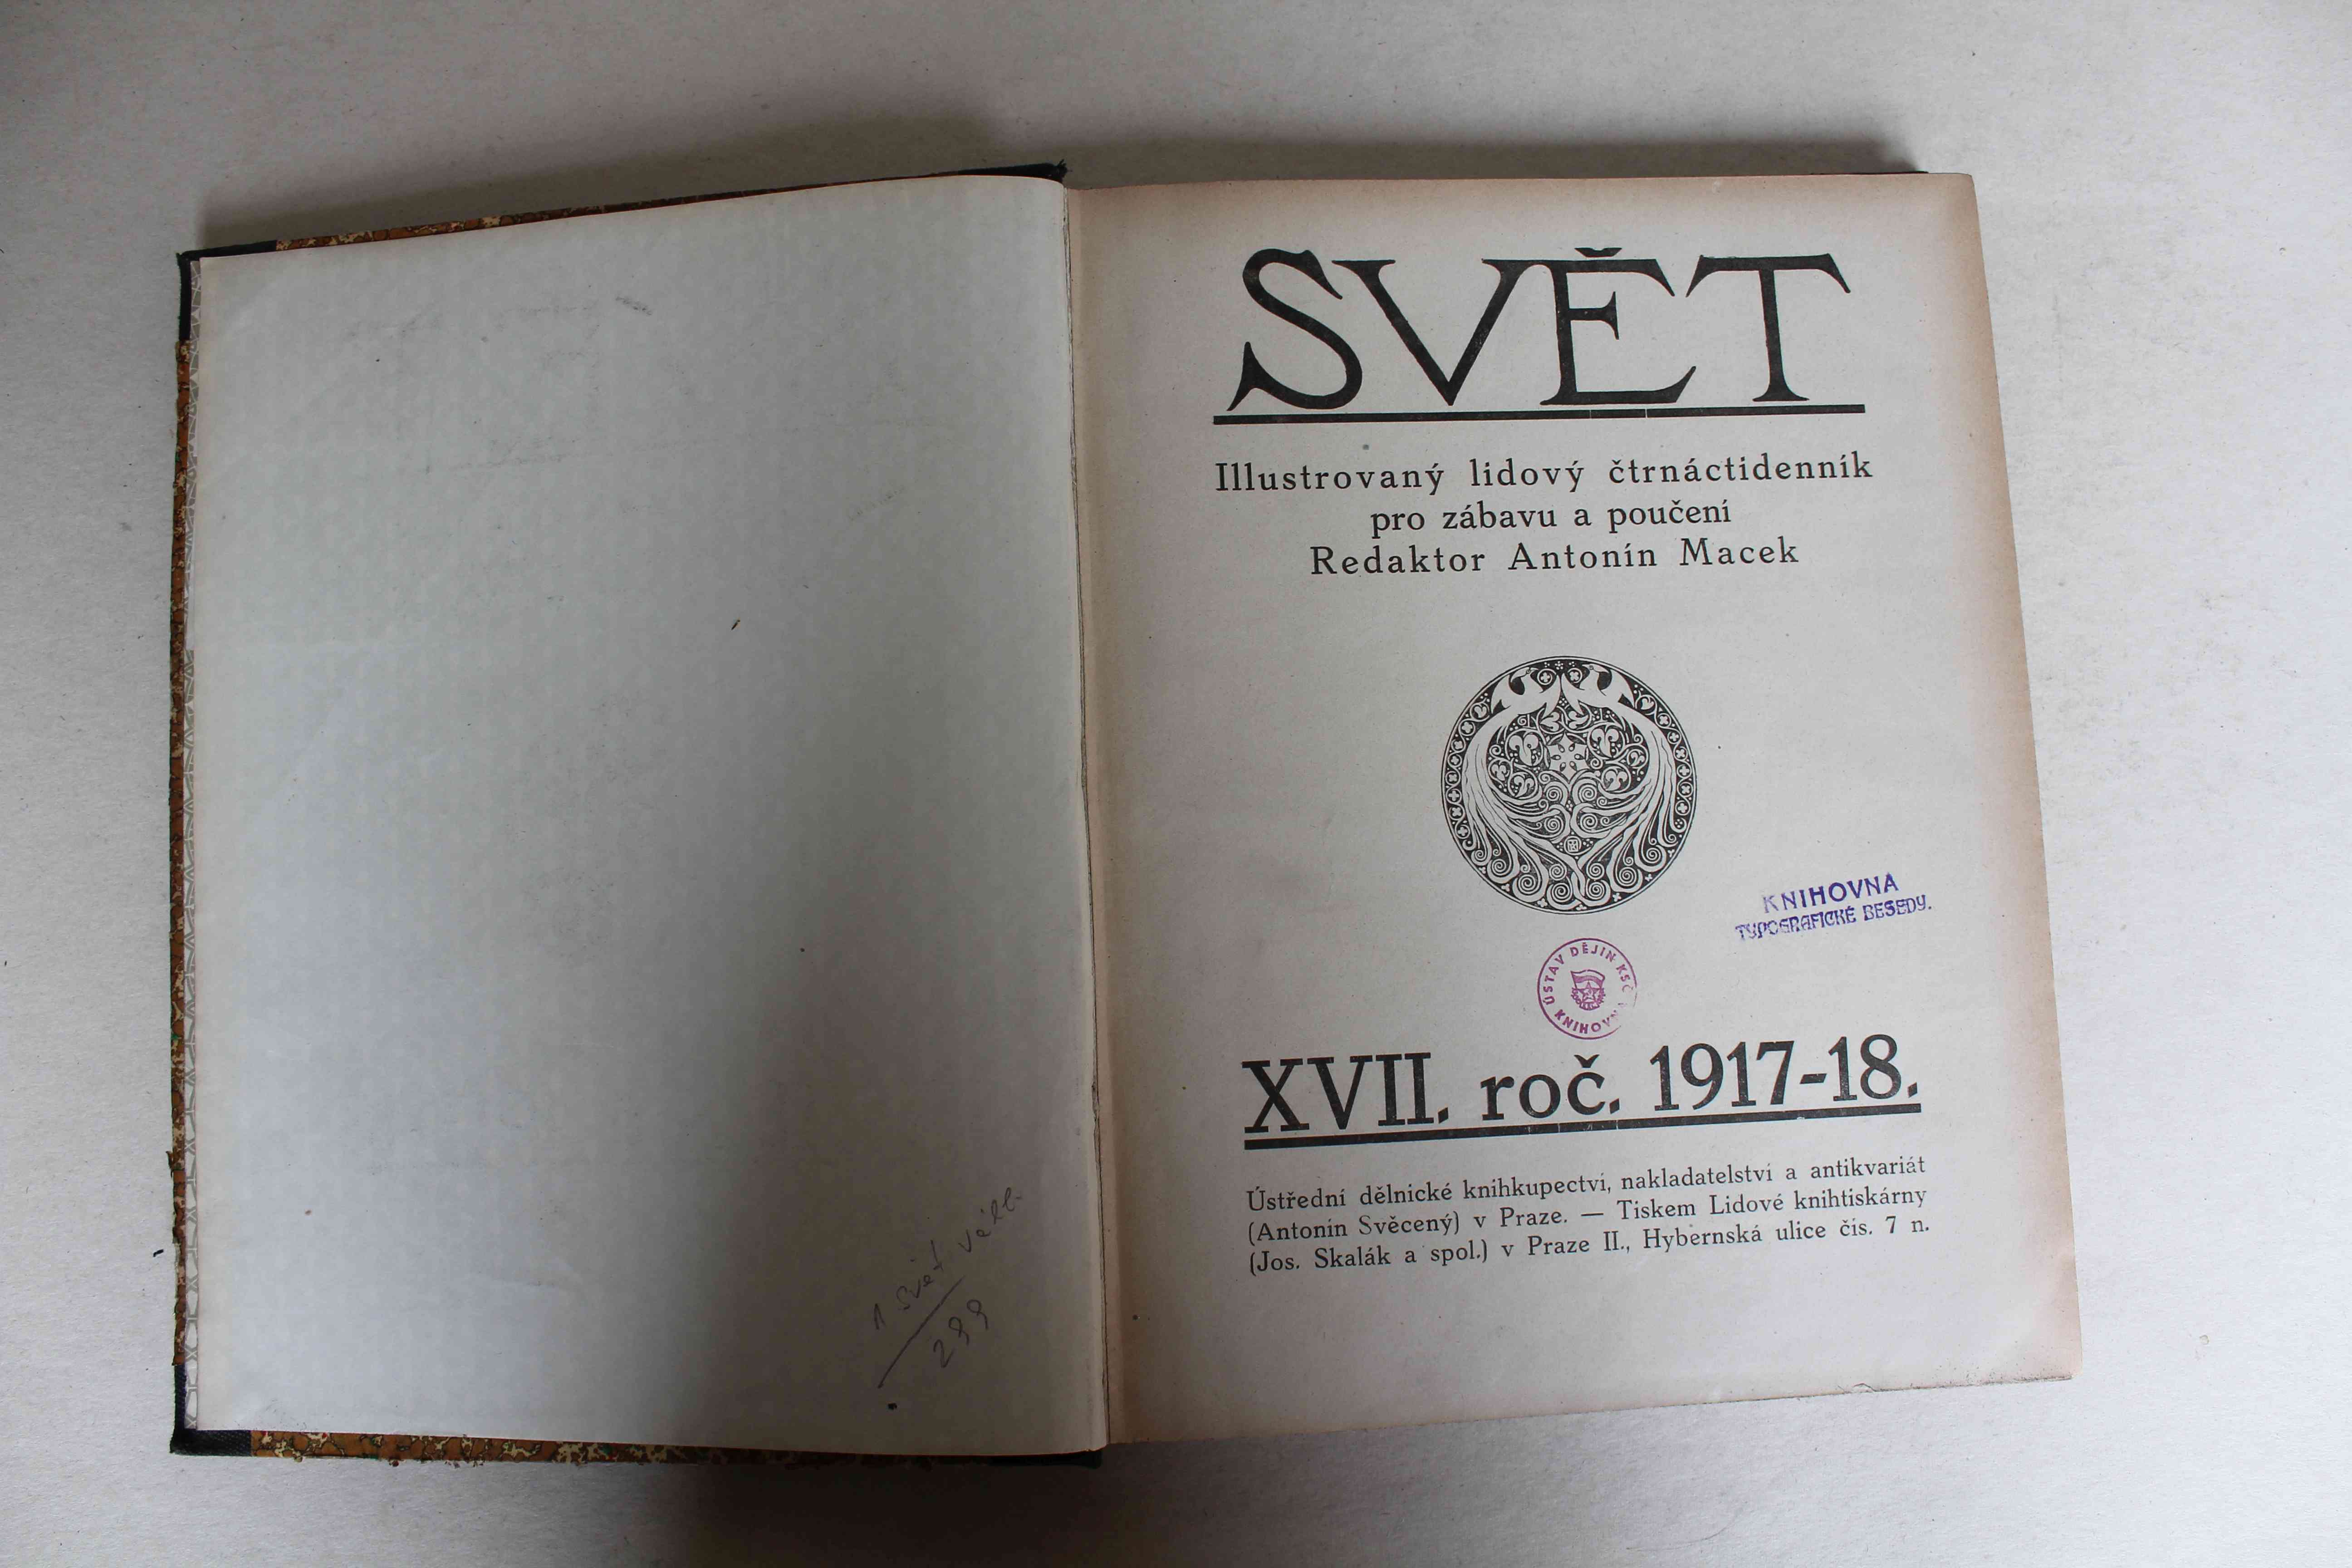 SVĚT
Illustrovaný lidový čtrnáctidenník
pro zábavu a poučení
Redaktor Antonín Macek
KNIHOVNA
TYPOGRAFICKÉ BESEDY.
ÚSTAV DĚJIN KSČ
KNIHOVNA
XVII. roč. 1917-18.
Ústřední dělnické knihkupectví, nakladatelství a antikvariát
(Antonín Svěcený) v Praze. — Tiskem Lidové knihtiskárny
(Jos. Skalák a spol.) v Praze II., Hybernská ulice čís. 7 n.
1 Svět
299